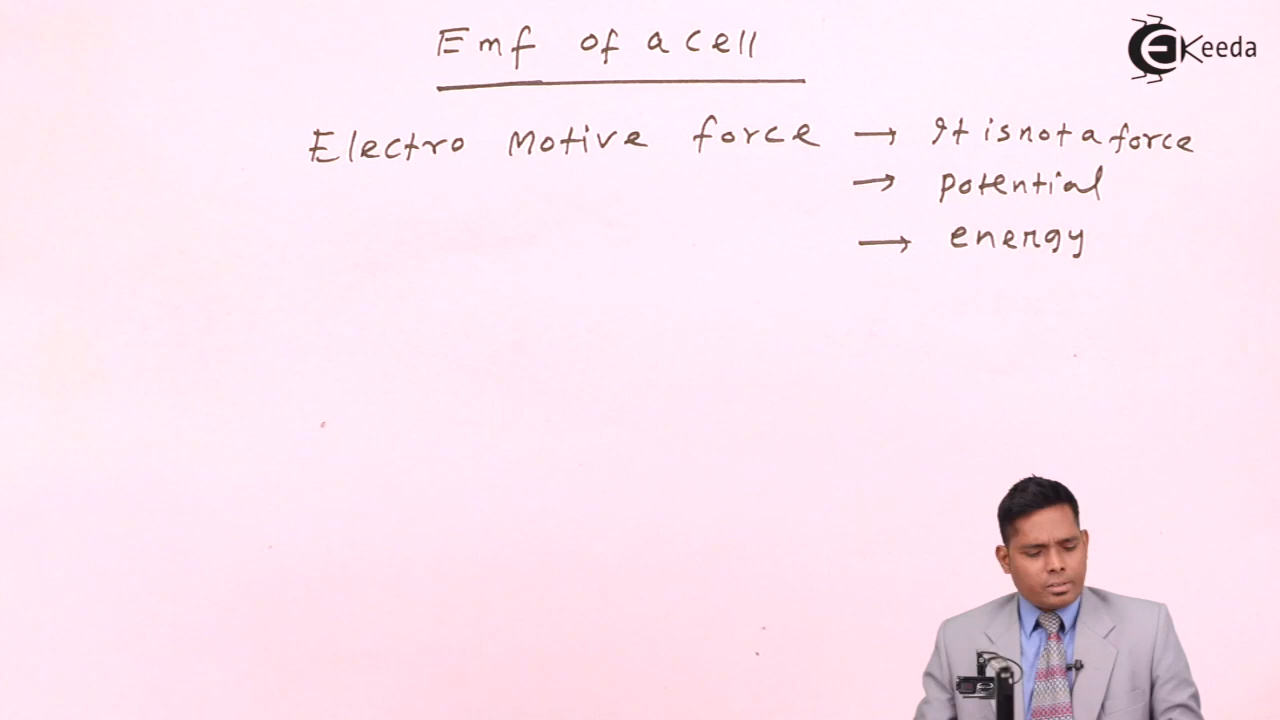 Emf of a cell
EKeeda
Electro Motive force → It is not a force
→ potential
→ energy